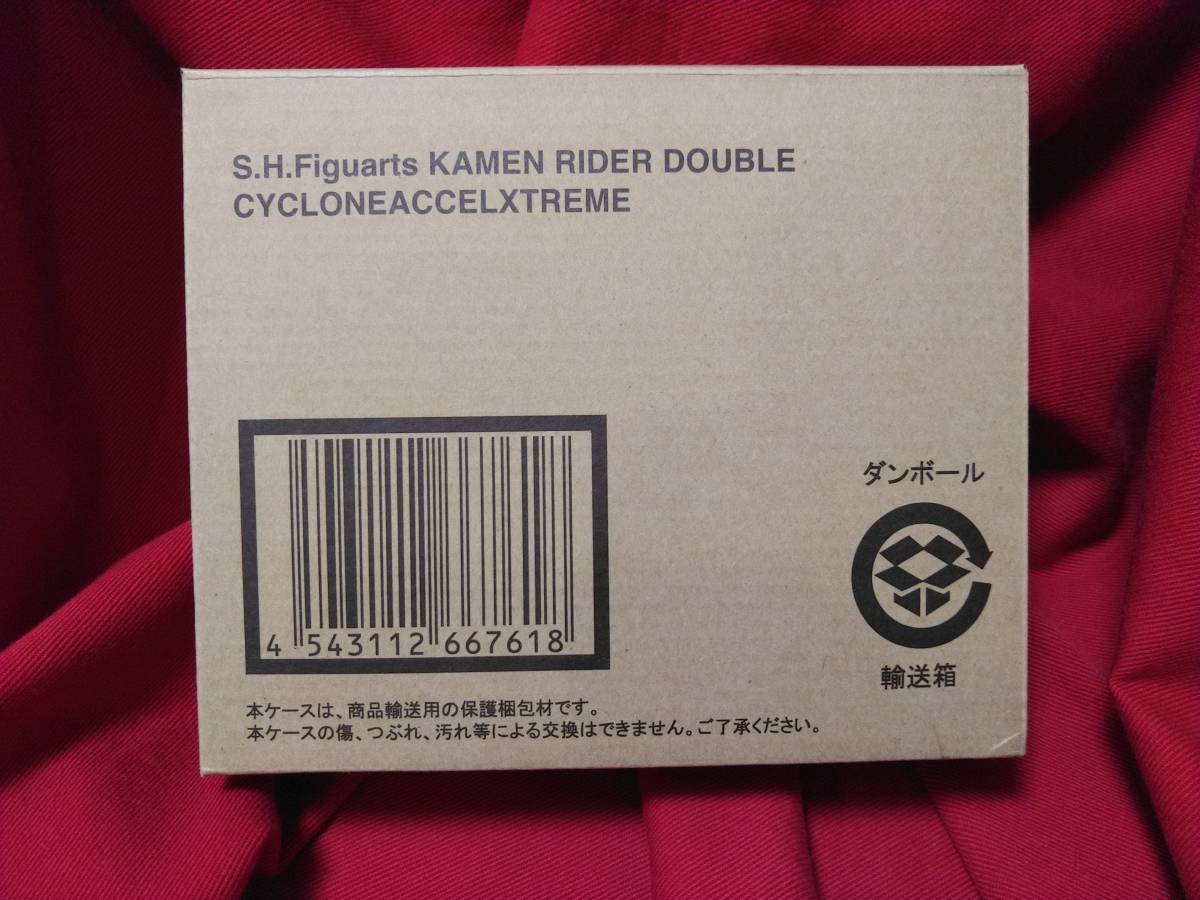 S.H.Figuarts KAMEN RIDER DOUBLE
CYCLONEACCELXTREME
ダンボール
輸送箱
4 543112 667618
本ケースは、商品輸送用の保護梱包材です。
本ケースの傷、つぶれ、汚れ等による交換はできません。ご了承ください。